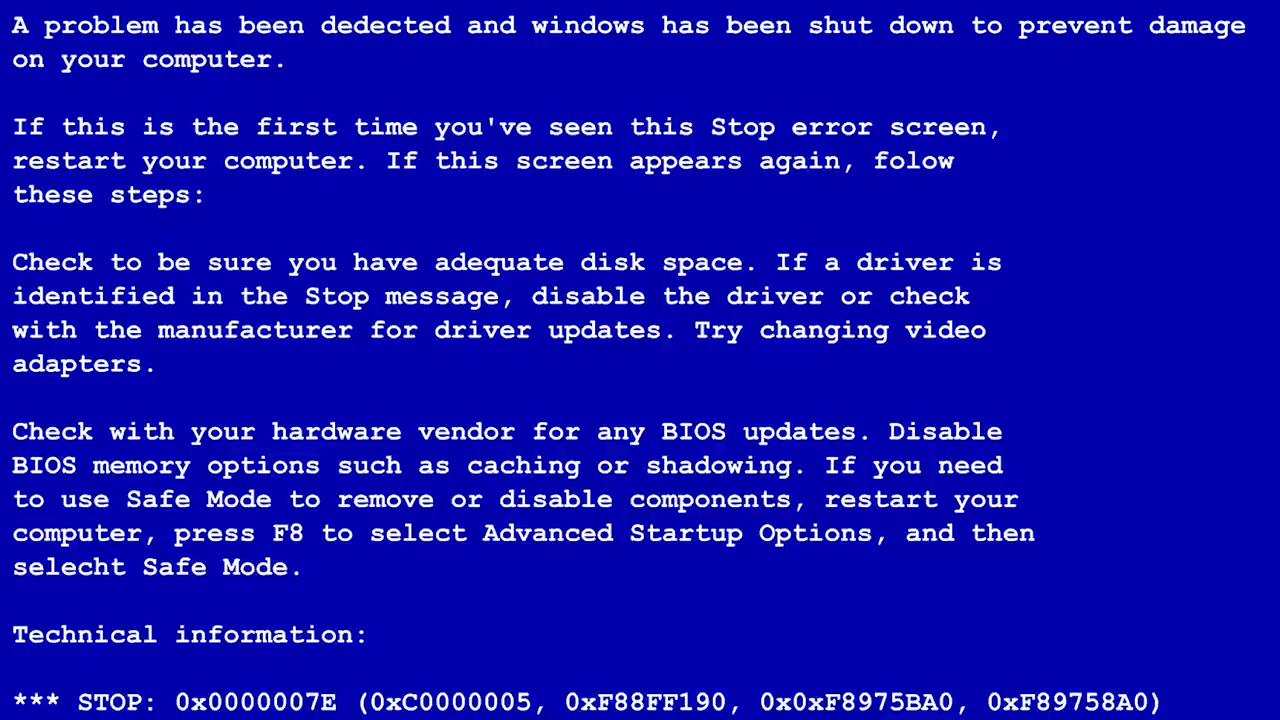 A problem has been dedected and windows has been shut down to prevent damage
on your computer.
If this is the first time you've seen this Stop error screen,
restart your computer. If this screen appears again, folow
these steps:
Check to be sure you have adequate disk space. If a driver is
identified in the Stop message, disable the driver or check
with the manufacturer for driver updates. Try changing video
adapters.
Check with your hardware vendor for any BIOS updates. Disable
BIOS memory options such as caching or shadowing. If you need
to use Safe Mode to remove or disable components, restart your
computer, press F8 to select Advanced Startup Options, and then
selecht Safe Mode.
Technical information:
*** STOP: 0x0000007E (0xC0000005, 0xF88FF190, 0x0xF8975BA0, 0xF89758A0)